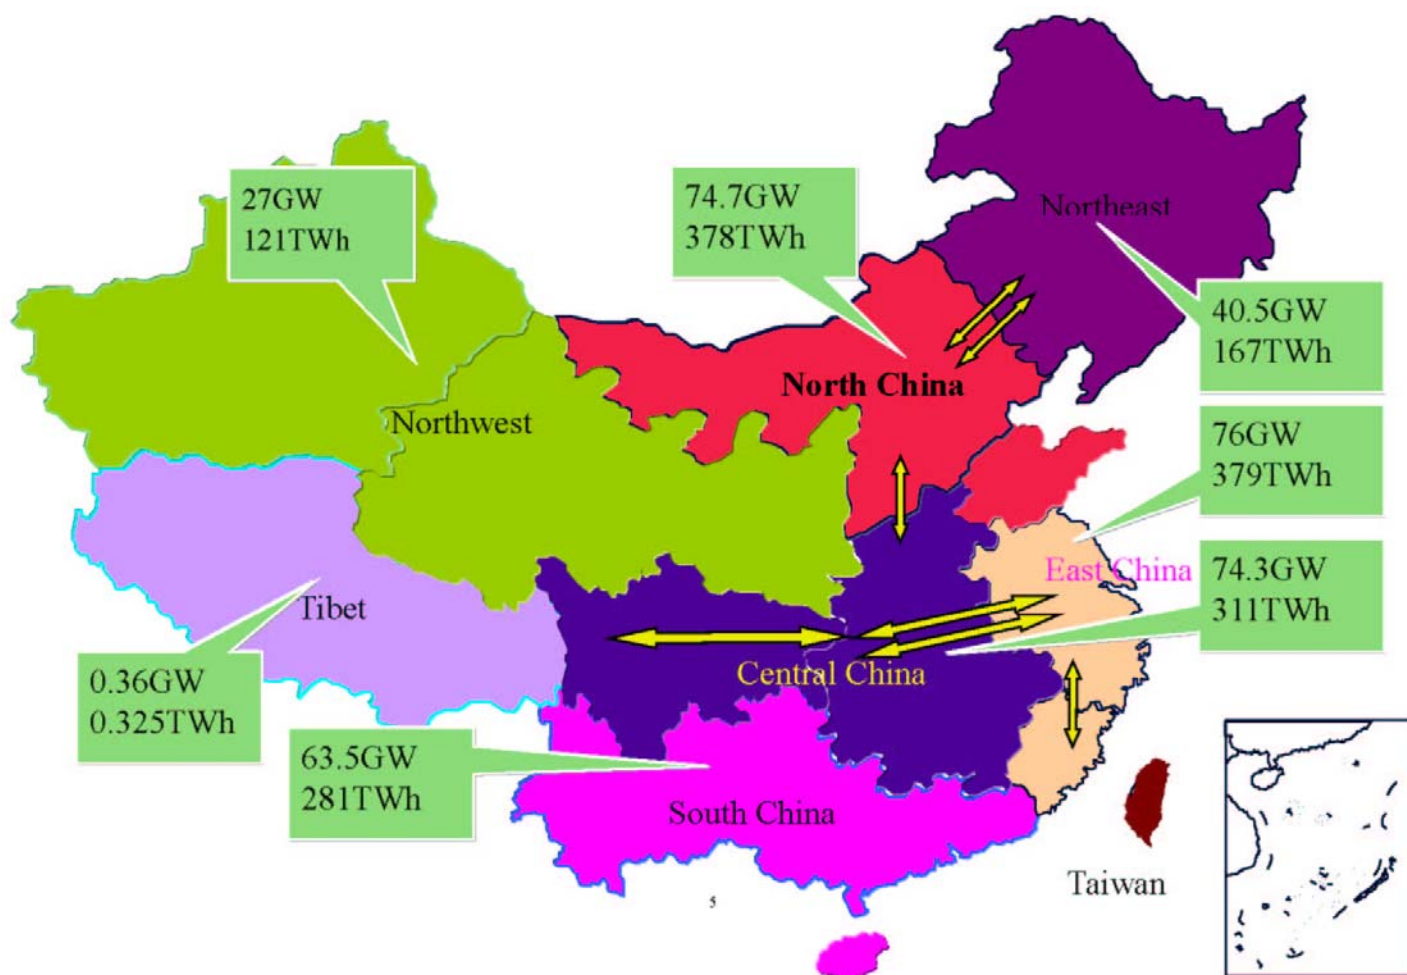 27GW
121TWh
74.7GW
378TWh
Northeast
40.5GW
167TWh
North China
Northwest
76GW
379TWh
East China
74.3GW
311TWh
Tibet
Central China
0.36GW
0.325TWh
63.5GW
281TWh
South China
Taiwan
5